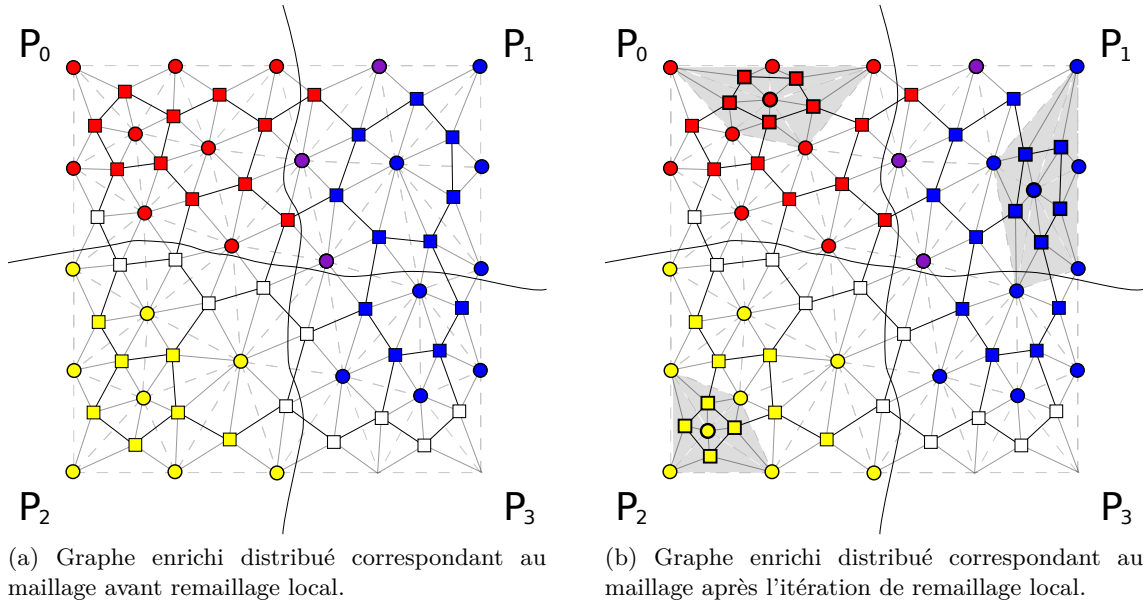 P₀ P₁
P₂ P₃
P₀ P₁
P₂ P₃
(a) Graphe enrichi distribué correspondant au
maillage avant remaillage local.
(b) Graphe enrichi distribué correspondant au
maillage après l'itération de remaillage local.